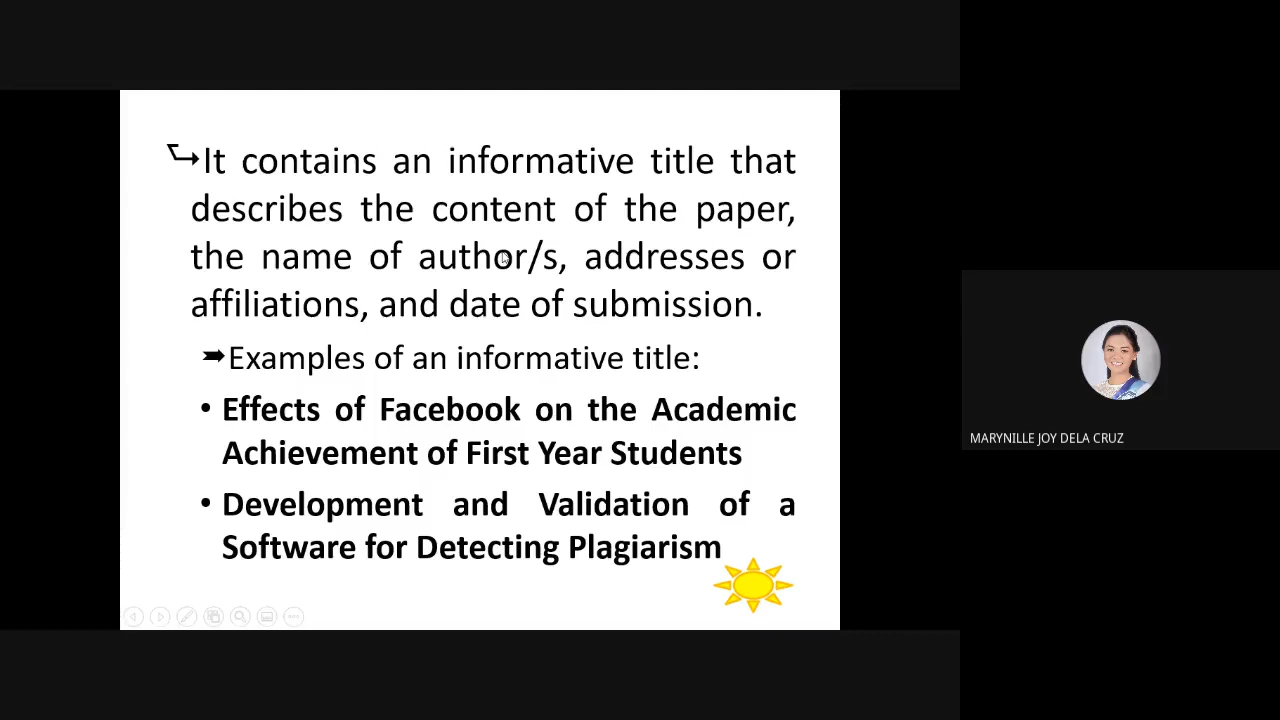 It contains an informative title that
describes the content of the paper,
the name of author/s, addresses or
affiliations, and date of submission.
Examples of an informative title:
• Effects of Facebook on the Academic
Achievement of First Year Students
• Development and Validation of a
Software for Detecting Plagiarism
MARYNILLE JOY DELA CRUZ